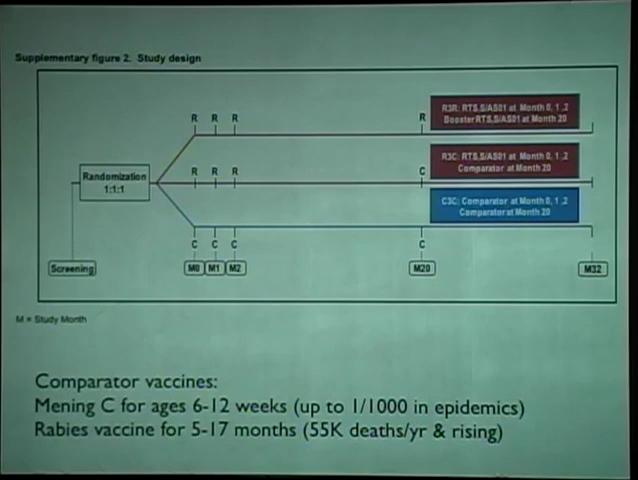 Supplementary figure 2. Study design
R R R R
R3R: RTS,S/AS01 at Month 0, 1 ,2
Booster RTS,S/AS01 at Month 20
Randomization
1:1:1
R R R C
R3C: RTS,S/AS01 at Month 0, 1 ,2
Comparator at Month 20
C3C: Comparator at Month 0, 1 ,2
Comparator at Month 20
C C C C
Screening M0 M1 M2 M20 M32
M = Study Month
Comparator vaccines:
Mening C for ages 6-12 weeks (up to 1/1000 in epidemics)
Rabies vaccine for 5-17 months (55K deaths/yr & rising)